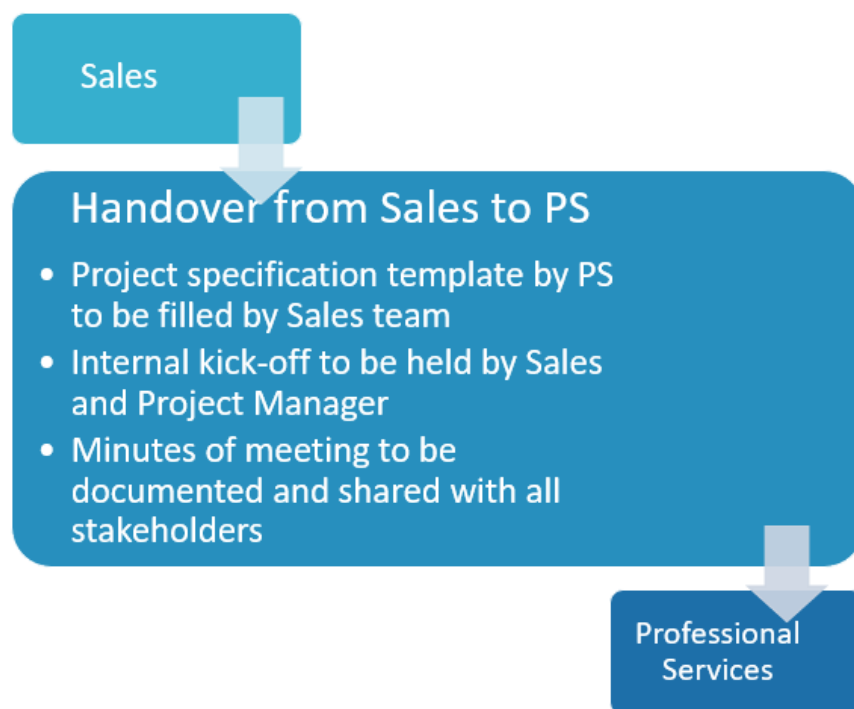 Sales
Handover from Sales to PS
• Project specification template by PS
to be filled by Sales team
• Internal kick-off to be held by Sales
and Project Manager
• Minutes of meeting to be
documented and shared with all
stakeholders
Professional
Services